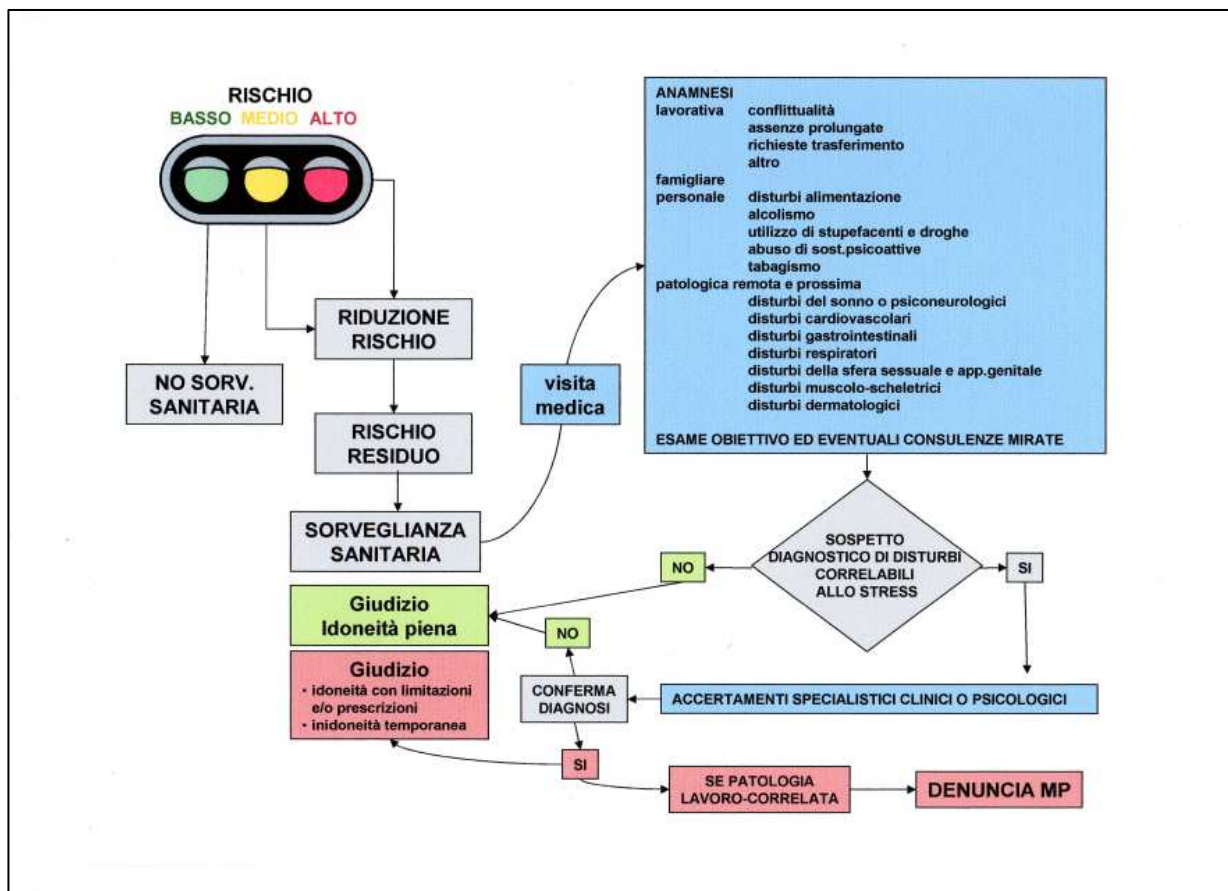 RISCHIO
BASSO MEDIO ALTO
RIDUZIONE
RISCHIO
NO SORV.
SANITARIA
RISCHIO
RESIDUO
SORVEGLIANZA
SANITARIA
visita
medica
ANAMNESI
lavorativa conflittualità
assenze prolungate
richieste trasferimento
altro
famigliare
personale disturbi alimentazione
alcolismo
utilizzo di stupefacenti e droghe
abuso di sost.psicoattive
tabagismo
patologica remota e prossima
disturbi del sonno o psiconeurologici
disturbi cardiovascolari
disturbi gastrointestinali
disturbi respiratori
disturbi della sfera sessuale e app.genitale
disturbi muscolo-scheletrici
disturbi dermatologici
ESAME OBIETTIVO ED EVENTUALI CONSULENZE MIRATE
SOSPETTO
DIAGNOSTICO DI DISTURBI
CORRELABILI
ALLO STRESS
NO
SI
Giudizio
Idoneità piena
NO
Giudizio
• idoneità con limitazioni
e/o prescrizioni
• inidoneità temporanea
CONFERMA
DIAGNOSI
ACCERTAMENTI SPECIALISTICI CLINICI O PSICOLOGICI
SI
SE PATOLOGIA
LAVORO-CORRELATA
DENUNCIA MP